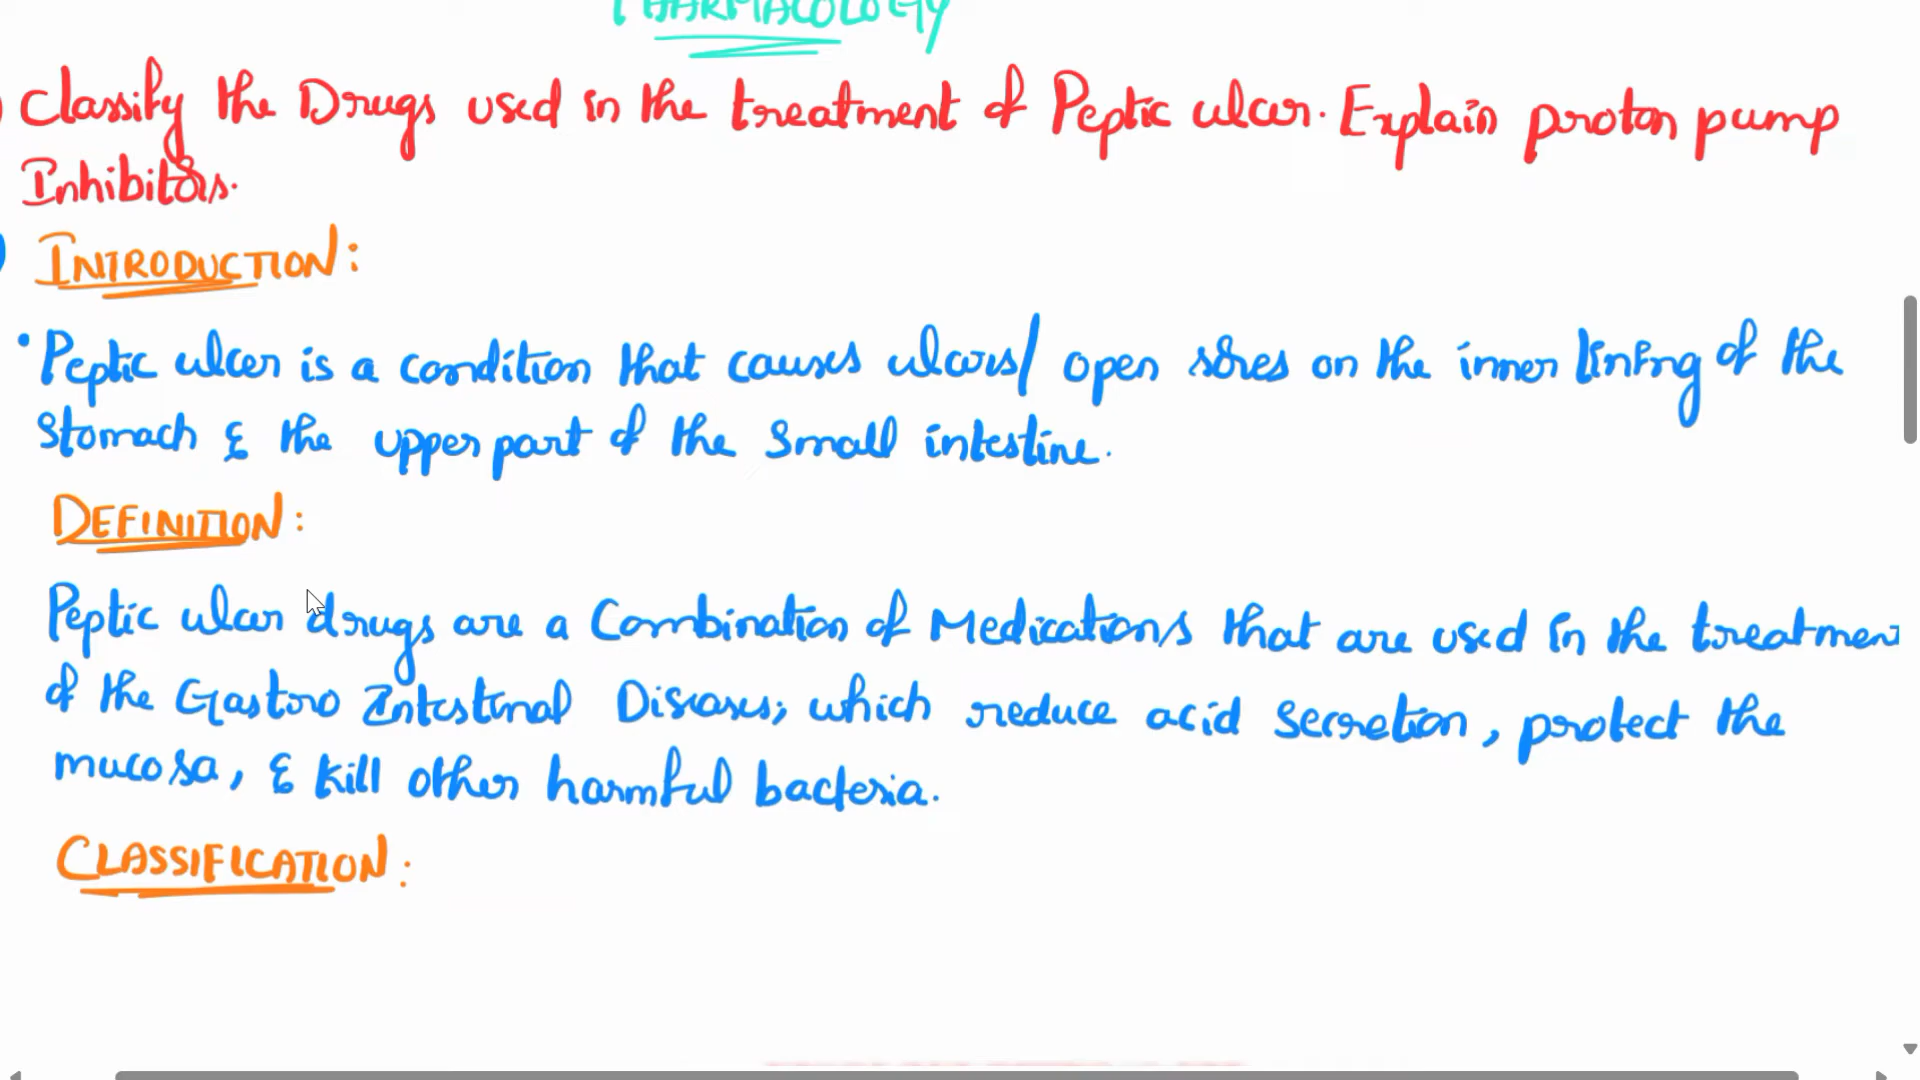 PHARMACOLOGY
Classify the Drugs used in the treatment of Peptic ulcer. Explain proton pump
Inhibitors.
INTRODUCTION:
• Peptic ulcer is a condition that causes ulcers/ open sores on the inner lining of the
Stomach & the upper part of the Small intestine.
DEFINITION:
Peptic ulcer drugs are a Combination of Medications that are used in the treatment
of the Gastro Intestinal Diseases; which reduce acid secretion, protect the
mucosa, & kill other harmful bacteria.
CLASSIFICATION: